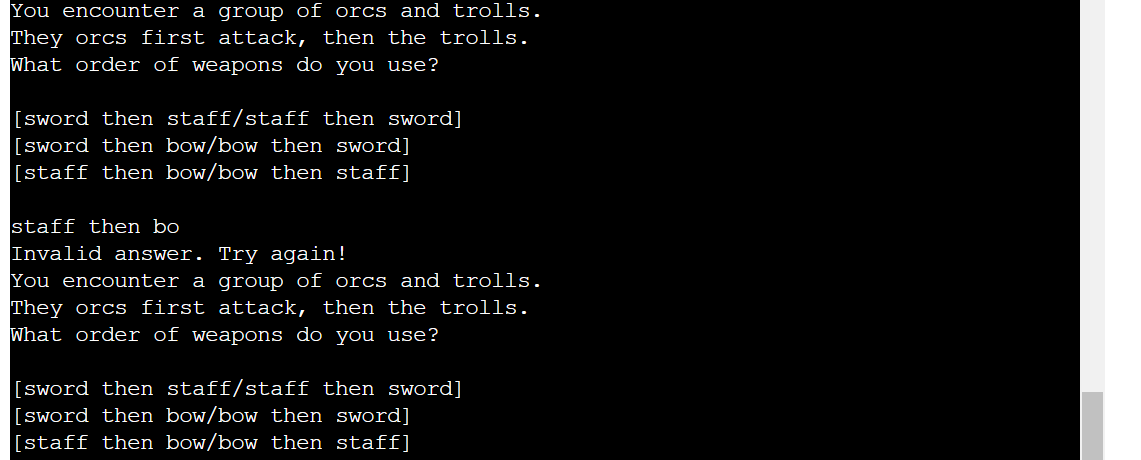 You encounter a group of orcs and trolls.
They orcs first attack, then the trolls.
What order of weapons do you use?
[sword then staff/staff then sword]
[sword then bow/bow then sword]
[staff then bow/bow then staff]
staff then bo
Invalid answer. Try again!
You encounter a group of orcs and trolls.
They orcs first attack, then the trolls.
What order of weapons do you use?
[sword then staff/staff then sword]
[sword then bow/bow then sword]
[staff then bow/bow then staff]